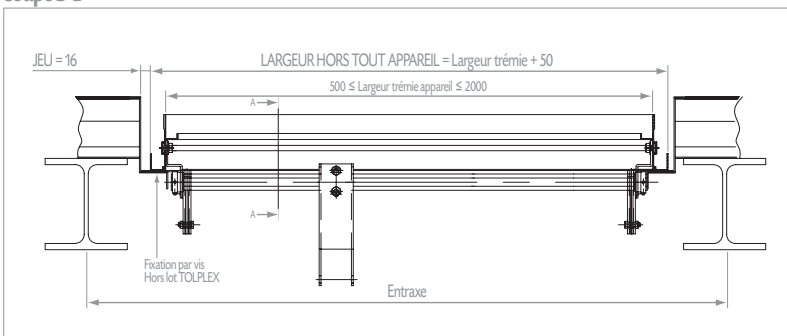 JEU = 16
LARGEUR HORS TOUT APPAREIL = Largeur trémie + 50
500 ≤ Largeur trémie appareil ≤ 2000
A
A
Fixation par vis
Hors lot TOLPLEX
Entraxe